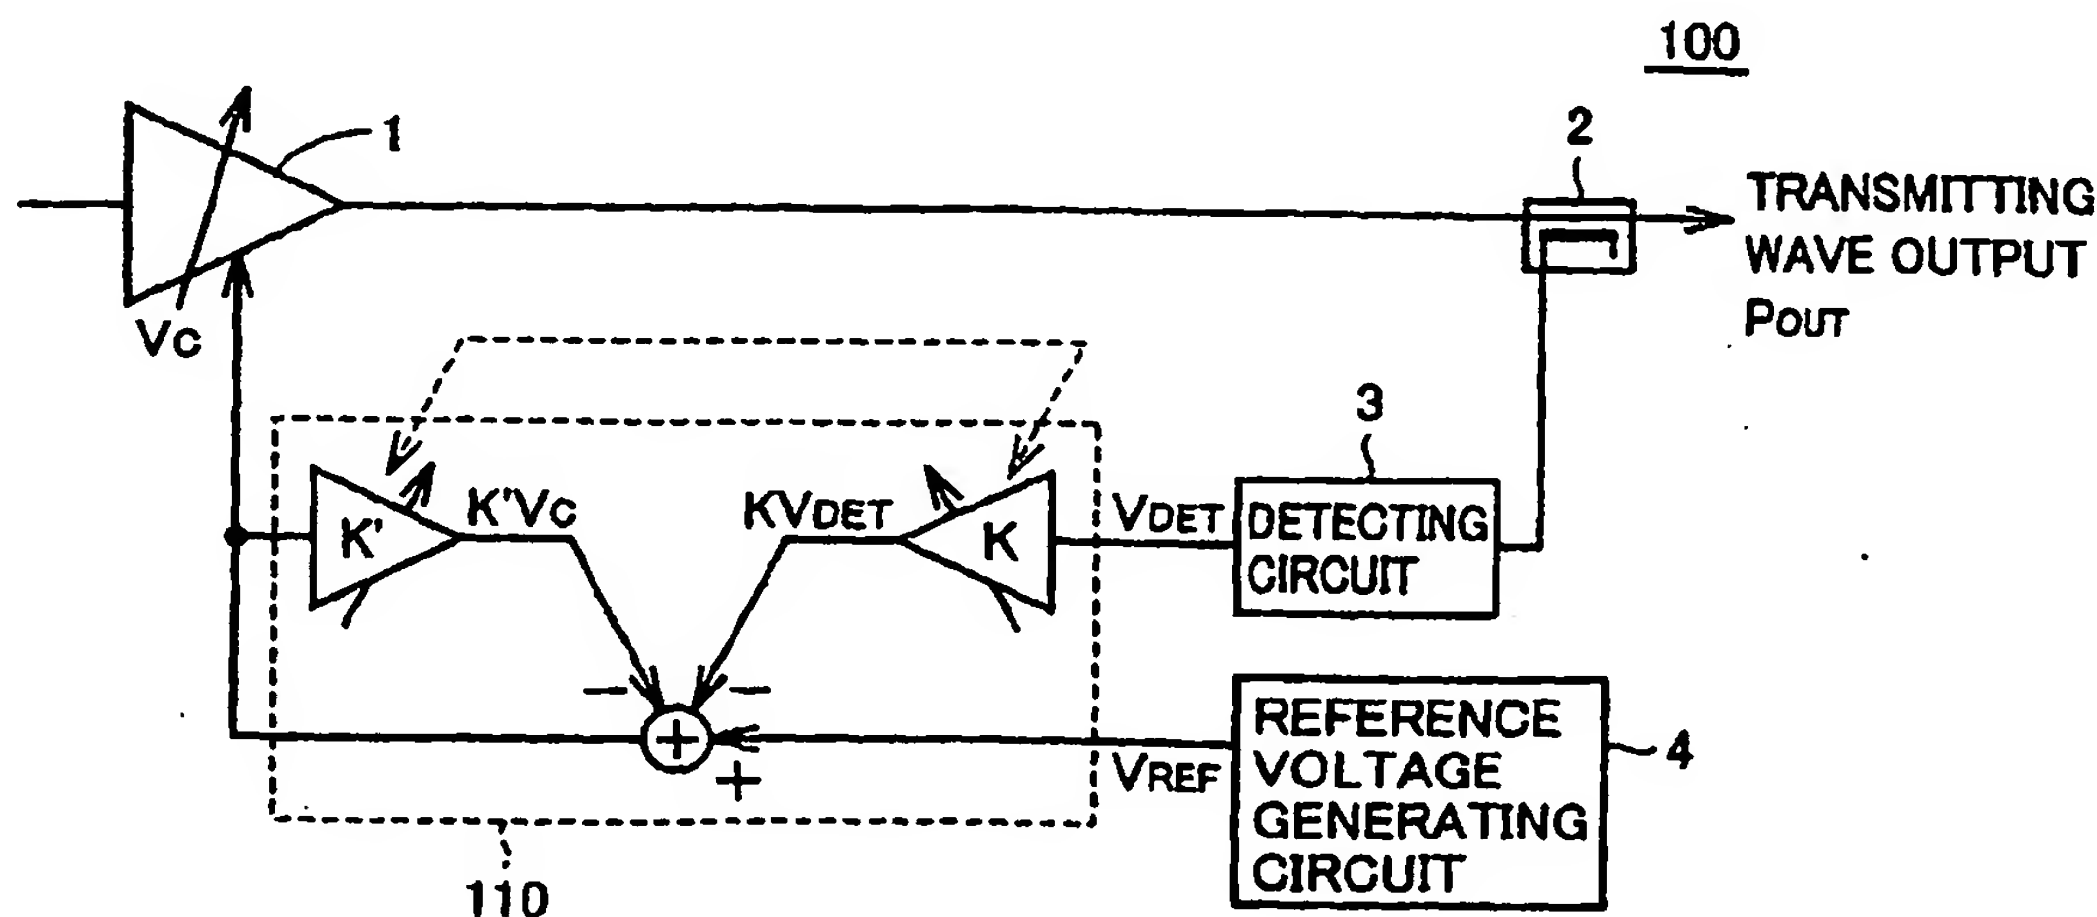 100
1
2
TRANSMITTING
WAVE OUTPUT
POUT
VC
3
K'
K'VC
KVDET
K
VDET
DETECTING
CIRCUIT
− −
+
+
VREF
REFERENCE
VOLTAGE
GENERATING
CIRCUIT
4
110